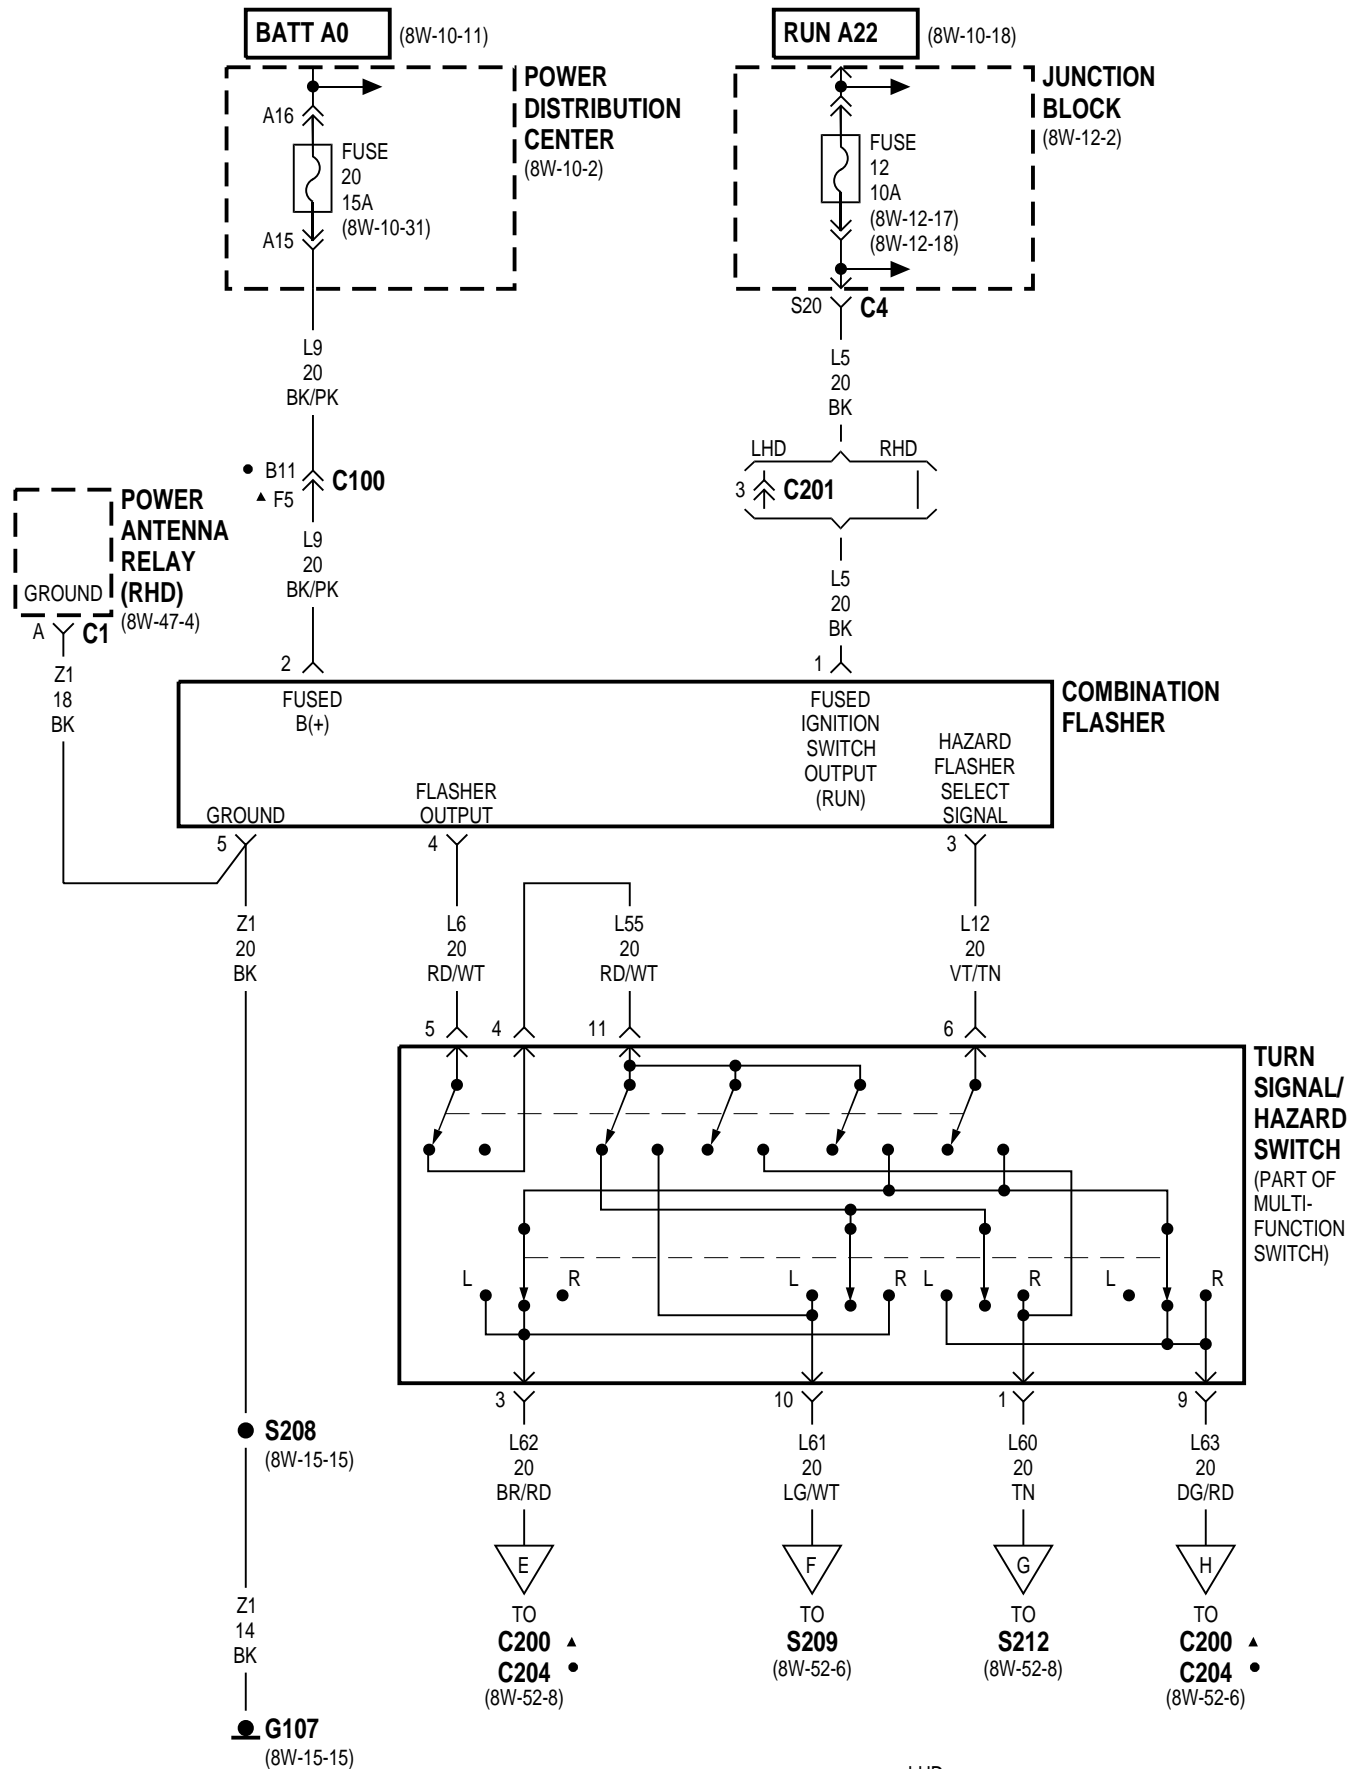 BATT A0
(8W-10-11)
RUN A22
(8W-10-18)
POWER
DISTRIBUTION
CENTER
(8W-10-2)
A16
FUSE
20
15A
(8W-10-31)
A15
JUNCTION
BLOCK
(8W-12-2)
FUSE
12
10A
(8W-12-17)
(8W-12-18)
S20
C4
L9
20
BK/PK
L5
20
BK
B11
F5
C100
LHD
RHD
3
C201
L9
20
BK/PK
L5
20
BK
POWER
ANTENNA
RELAY
(RHD)
(8W-47-4)
GROUND
A
C1
Z1
18
BK
2
1
FUSED
B(+)
FUSED
IGNITION
SWITCH
OUTPUT
(RUN)
HAZARD
FLASHER
SELECT
SIGNAL
FLASHER
OUTPUT
GROUND
COMBINATION
FLASHER
5
4
3
Z1
20
BK
L6
20
RD/WT
L55
20
RD/WT
L12
20
VT/TN
5
4
11
6
TURN
SIGNAL/
HAZARD
SWITCH
(PART OF
MULTI-
FUNCTION
SWITCH)
L
R
L
R
L
R
L
R
3
10
1
9
L62
20
BR/RD
L61
20
LG/WT
L60
20
TN
L63
20
DG/RD
E
F
G
H
TO
C200
C204
(8W-52-8)
TO
S209
(8W-52-6)
TO
S212
(8W-52-8)
TO
C200
C204
(8W-52-6)
S208
(8W-15-15)
Z1
14
BK
G107
(8W-15-15)